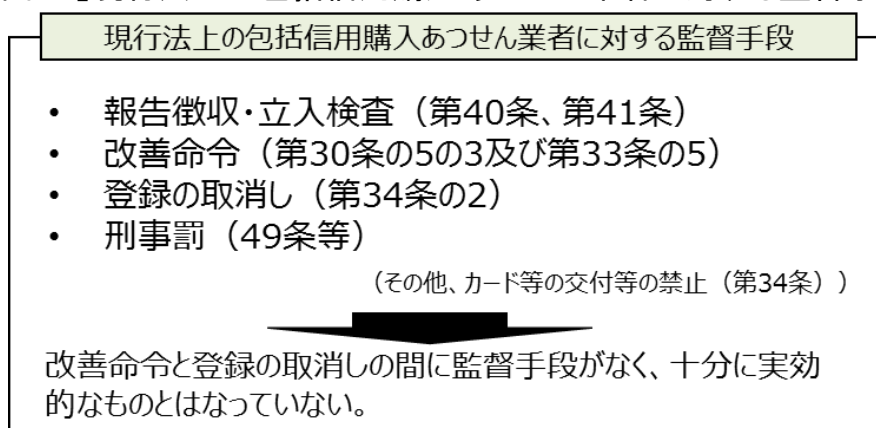 現行法上の包括信用購入あつせん業者に対する監督手段
• 報告徴収・立入検査（第40条、第41条）
• 改善命令（第30条の5の3及び第33条の5）
• 登録の取消し（第34条の2）
• 刑事罰（49条等）
（その他、カード等の交付等の禁止（第34条））
改善命令と登録の取消しの間に監督手段がなく、十分に実効
的なものとはなっていない。